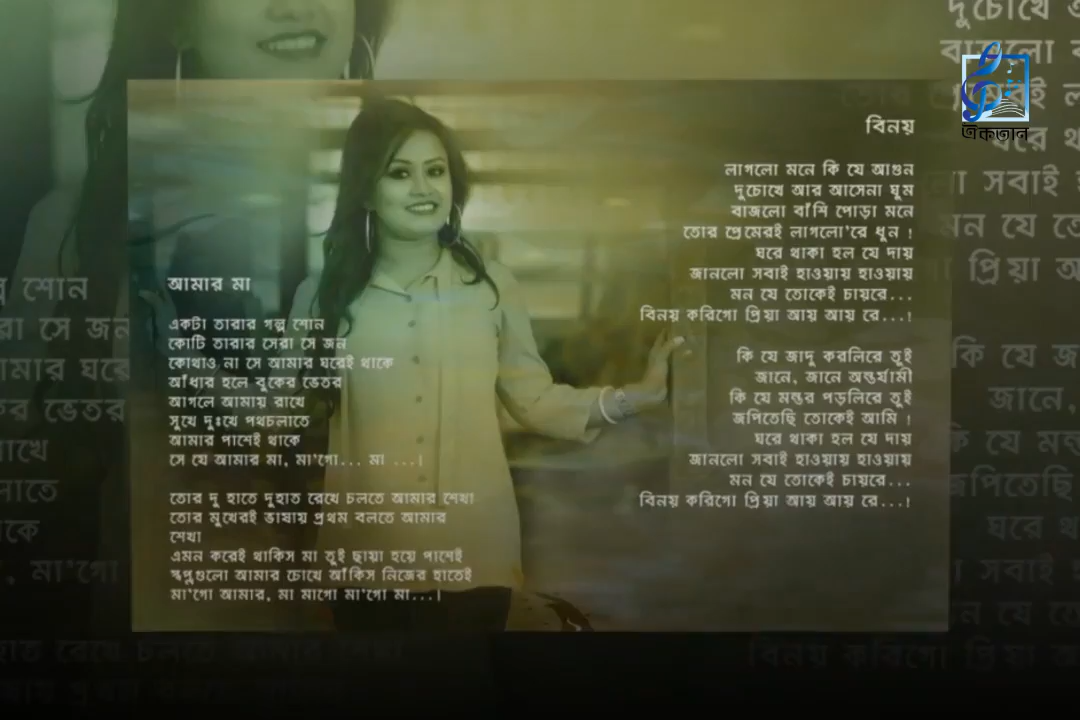 ঐকতান
আমার মা
একটা তারার গল্প শোন
কোটি তারার সেরা সে জন
কোথাও না সে আমার ঘরেই থাকে
আঁধার হলে বুকের ভেতর
আগলে আমায় রাখে
সুখে দুঃখে পথচলাতে
আমার পাশেই থাকে
সে যে আমার মা, মা'গো... মা ...।
তোর দু হাতে দুহাত রেখে চলতে আমার শেখা
তোর মুখেরই ভাষায় প্রথম বলতে আমার
শেখা
এমন করেই থাকিস মা তুই ছায়া হয়ে পাশেই
স্বপ্নগুলো আমার চোখে আঁকিস নিজের হাতেই
মা'গো আমার, মা মাগো মা'গো মা...।
বিনয়
লাগলো মনে কি যে আগুন
দুচোখে আর আসেনা ঘুম
বাজলো বাঁশি পোড়া মনে
তোর প্রেমেরই লাগলো'রে ধুন !
ঘরে থাকা হল যে দায়
জানলো সবাই হাওয়ায় হাওয়ায়
মন যে তোকেই চায়রে...
বিনয় করিগো প্রিয়া আয় আয় রে...!
কি যে জাদু করলিরে তুই
জানে, জানে অন্তর্যামী
কি যে মন্তর পড়লিরে তুই
জপিতেছি তোকেই আমি !
ঘরে থাকা হল যে দায়
জানলো সবাই হাওয়ায় হাওয়ায়
মন যে তোকেই চায়রে...
বিনয় করিগো প্রিয়া আয় আয় রে...!